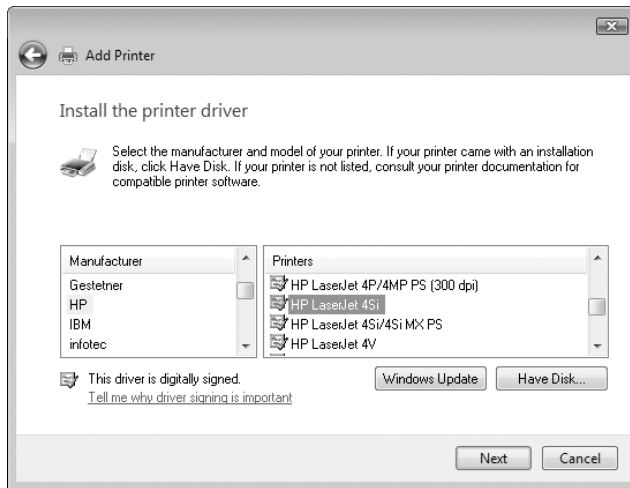 Add Printer
Install the printer driver
Select the manufacturer and model of your printer. If your printer came with an installation
disk, click Have Disk. If your printer is not listed, consult your printer documentation for
compatible printer software.
Manufacturer
Gestetner
HP
IBM
infotec
Printers
HP LaserJet 4P/4MP PS (300 dpi)
HP LaserJet 4Si
HP LaserJet 4Si/4Si MX PS
HP LaserJet 4V
This driver is digitally signed.
Tell me why driver signing is important
Windows Update
Have Disk...
Next
Cancel